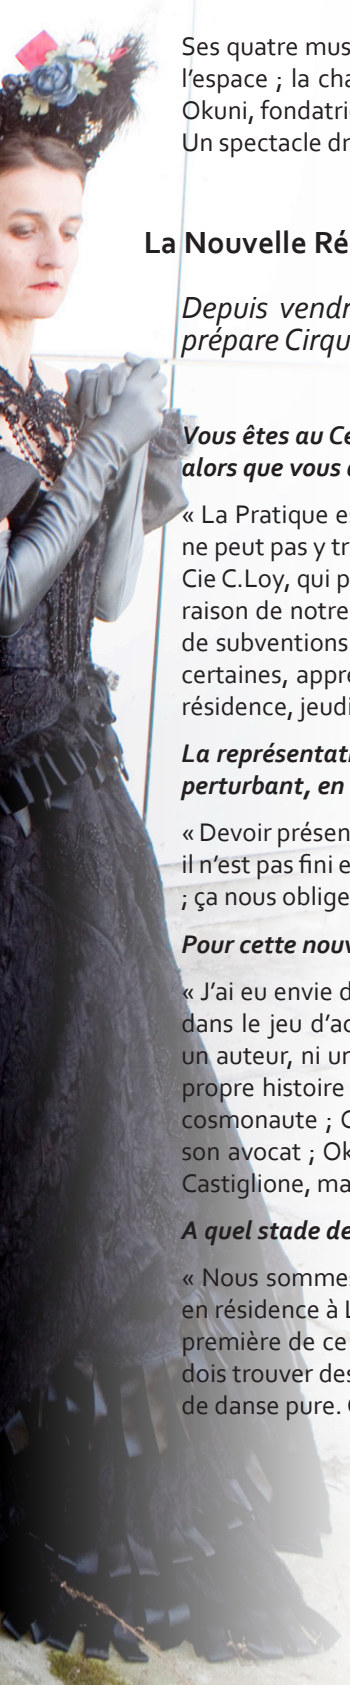 Ses quatre mus
l'espace ; la cha
Okuni, fondatri
Un spectacle dr
La Nouvelle Ré
Depuis vendr
prépare Cirqu
Vous êtes au Ce
alors que vous
« La Pratique es
ne peut pas y tr
Cie C.Loy, qui p
raison de notre
de subventions
certaines, appre
résidence, jeudi
La représentati
perturbant, en
« Devoir présen
il n'est pas fini e
; ça nous oblige
Pour cette nouv
« J'ai eu envie d
dans le jeu d'ac
un auteur, ni un
propre histoire
cosmonaute ; C
son avocat ; Ok
Castiglione, ma
A quel stade de
« Nous somme
en résidence à L
première de ce
dois trouver des
de danse pure.